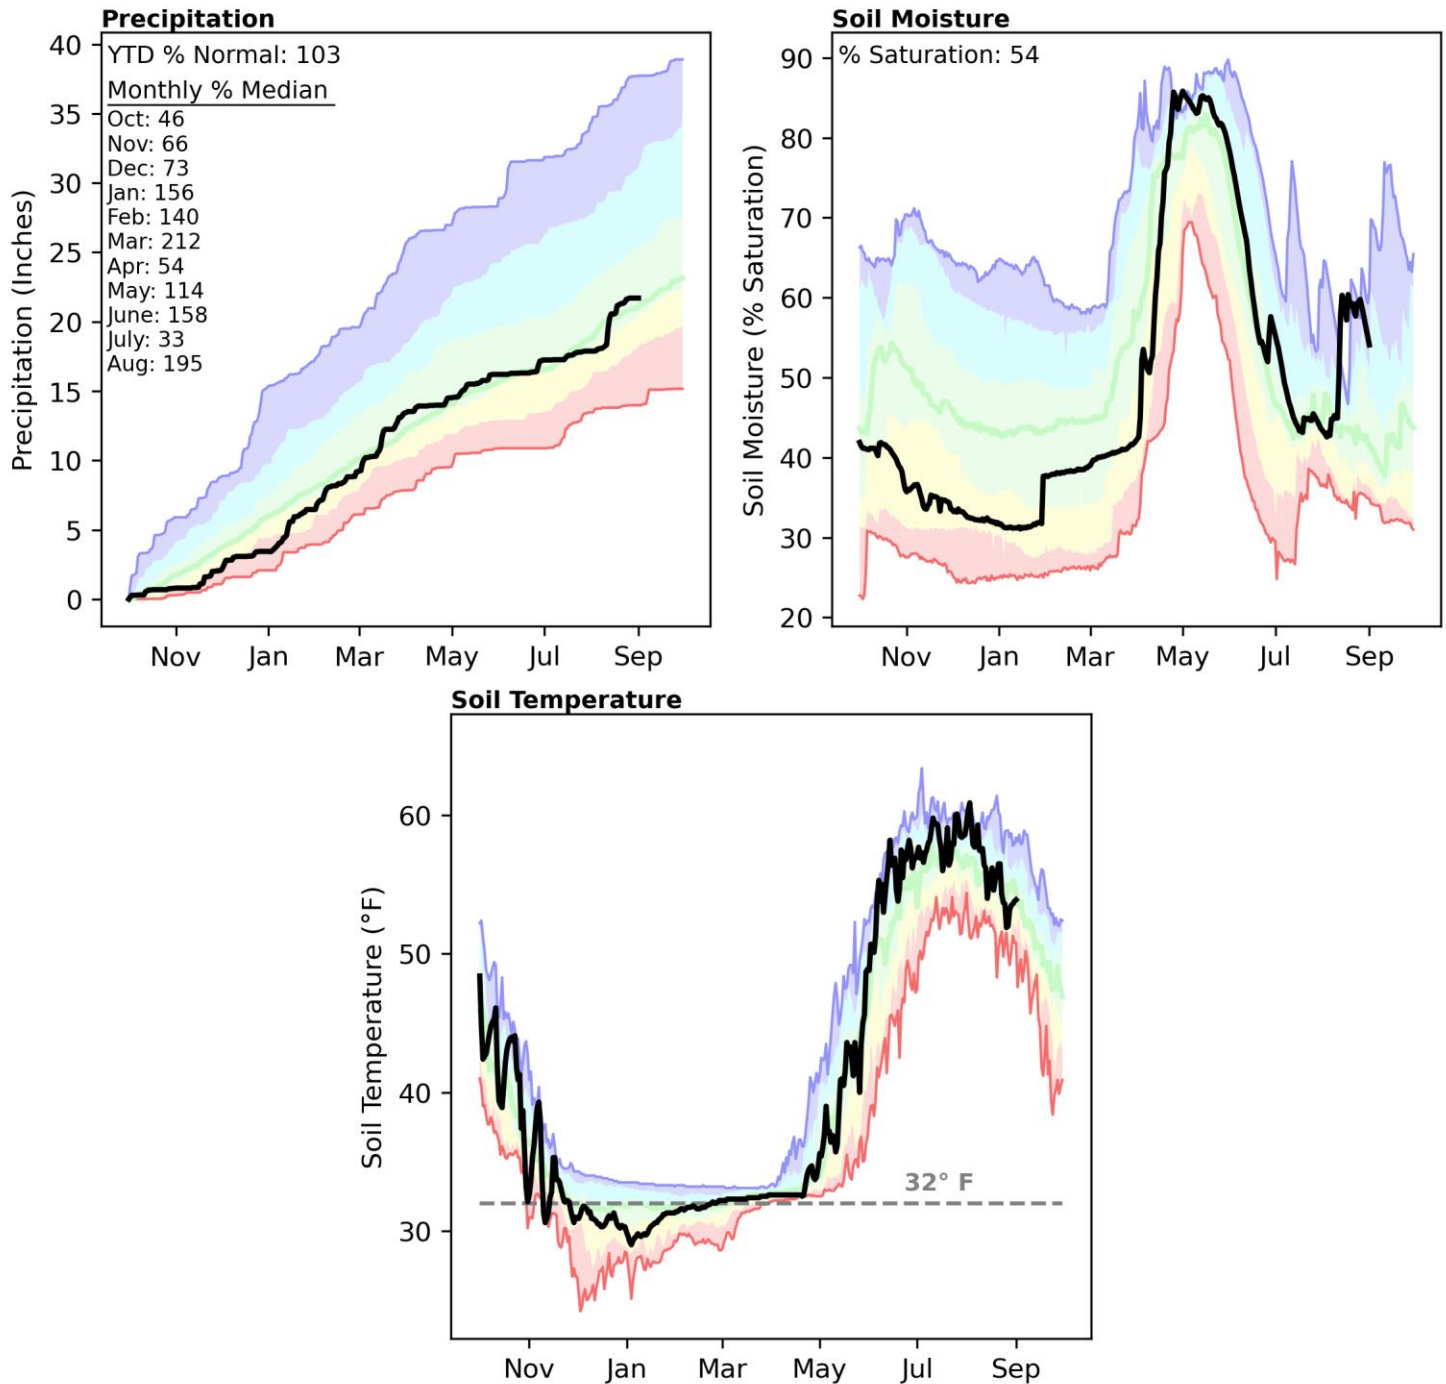 Precipitation
YTD % Normal: 103
Monthly % Median
Oct: 46
Nov: 66
Dec: 73
Jan: 156
Feb: 140
Mar: 212
Apr: 54
May: 114
June: 158
July: 33
Aug: 195
Precipitation (Inches)
40
35
30
25
20
15
10
5
0
Nov Jan Mar May Jul Sep
Soil Moisture
% Saturation: 54
Soil Moisture (% Saturation)
90
80
70
60
50
40
30
20
Nov Jan Mar May Jul Sep
Soil Temperature
Soil Temperature (°F)
60
50
40
30
32° F
Nov Jan Mar May Jul Sep